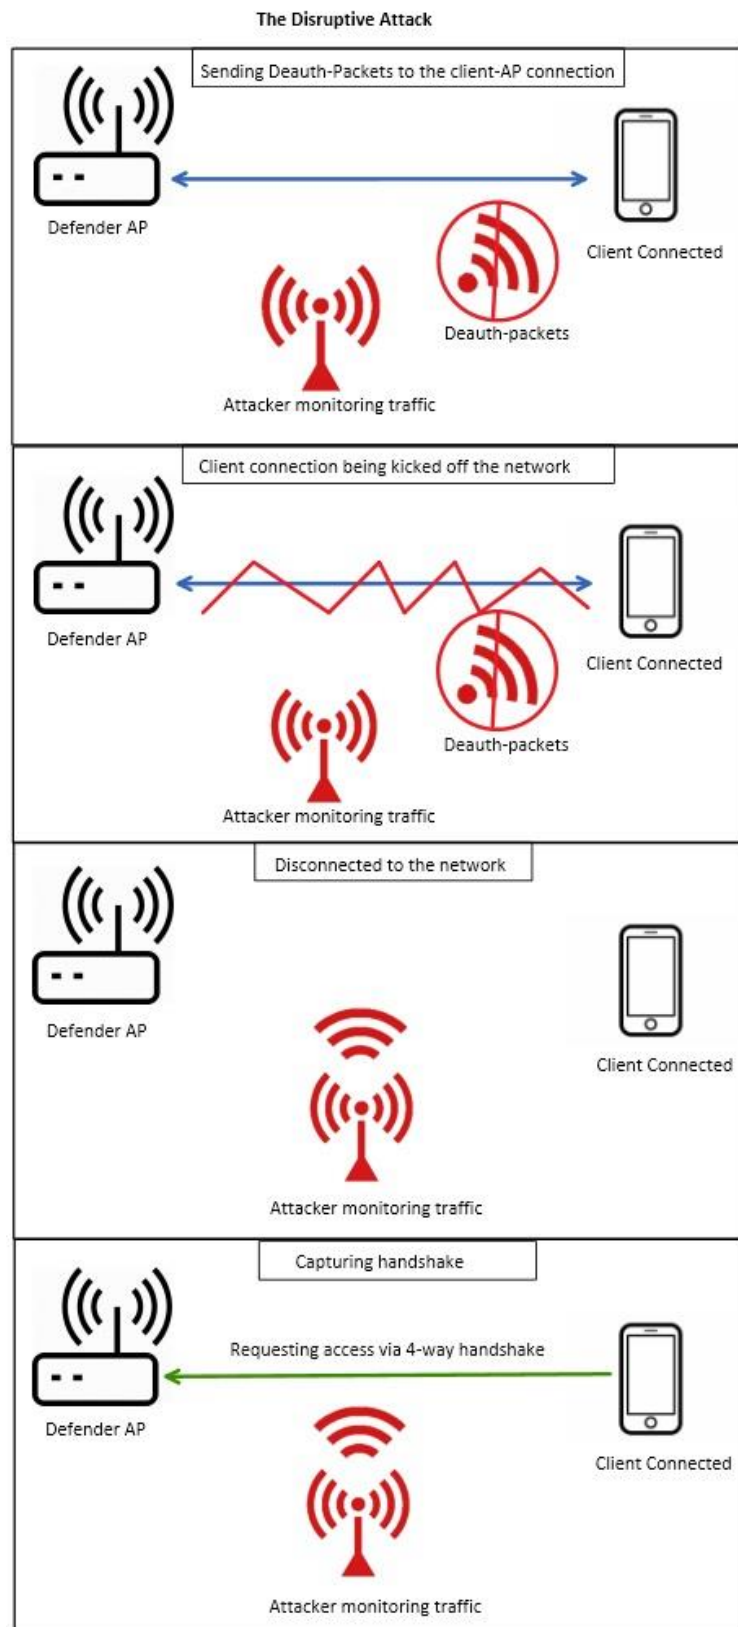 The Disruptive Attack
Sending Deauth-Packets to the client-AP connection
Defender AP
Client Connected
Deauth-packets
Attacker monitoring traffic
Client connection being kicked off the network
Defender AP
Client Connected
Deauth-packets
Attacker monitoring traffic
Disconnected to the network
Defender AP
Client Connected
Attacker monitoring traffic
Capturing handshake
Requesting access via 4-way handshake
Defender AP
Client Connected
Attacker monitoring traffic